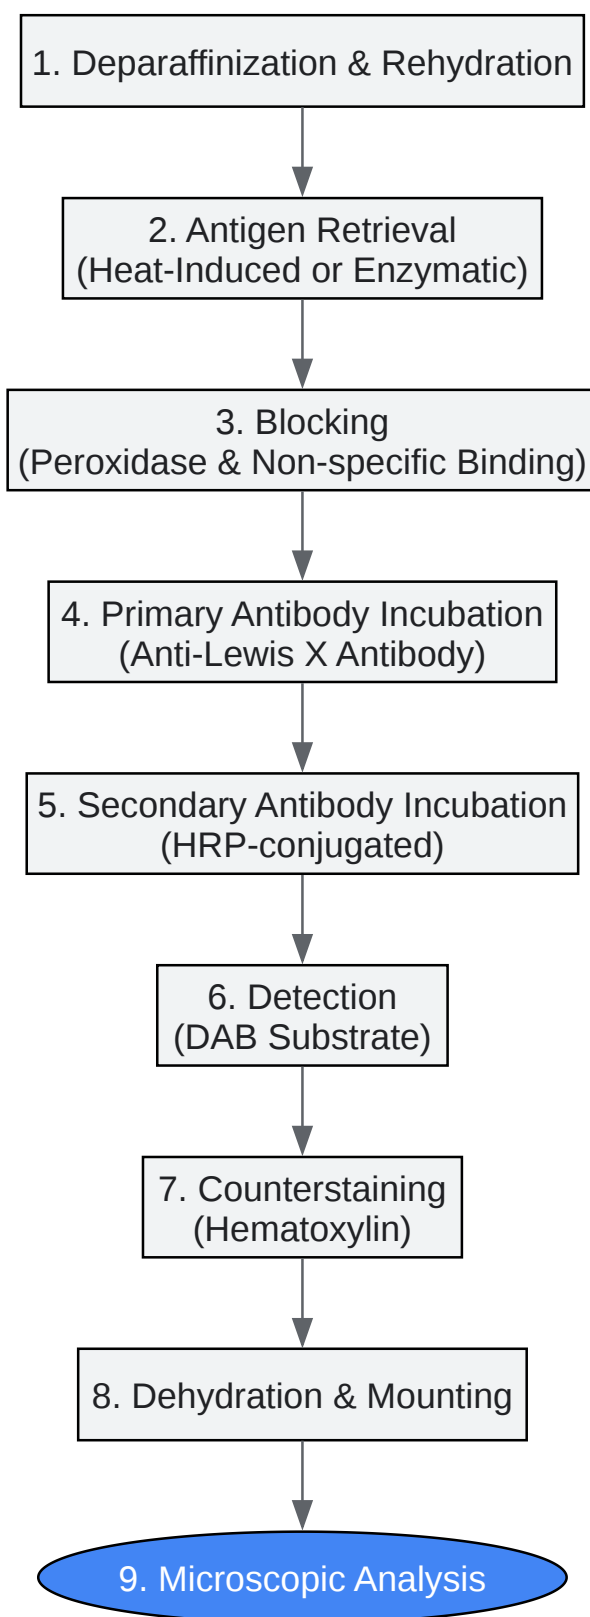 1. Deparaffinization & Rehydration
2. Antigen Retrieval
(Heat-Induced or Enzymatic)
3. Blocking
(Peroxidase & Non-specific Binding)
4. Primary Antibody Incubation
(Anti-Lewis X Antibody)
5. Secondary Antibody Incubation
(HRP-conjugated)
6. Detection
(DAB Substrate)
7. Counterstaining
(Hematoxylin)
8. Dehydration & Mounting
9. Microscopic Analysis